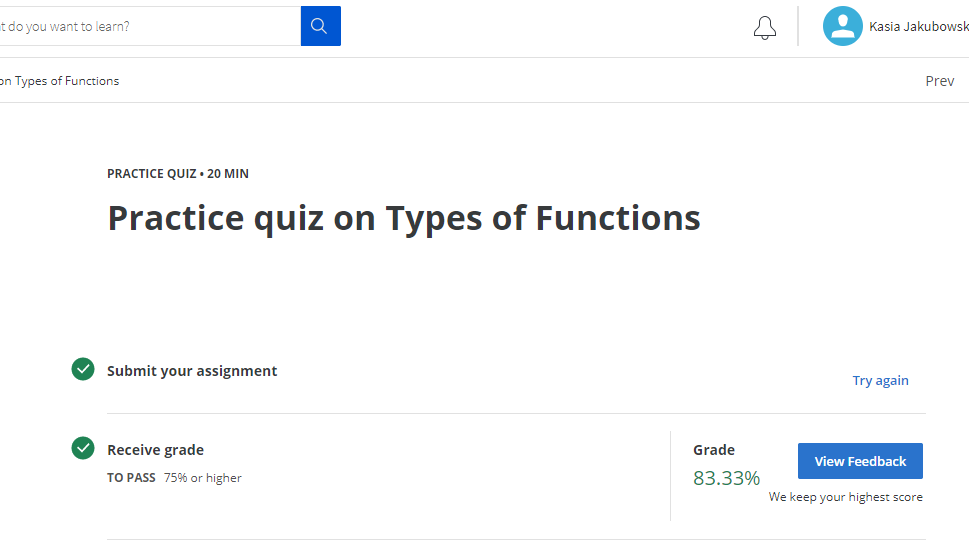 t do you want to learn?
Kasia Jakubowsk
on Types of Functions
Prev
PRACTICE QUIZ • 20 MIN
Practice quiz on Types of Functions
Submit your assignment
Try again
Receive grade
TO PASS 75% or higher
Grade
83.33%
View Feedback
We keep your highest score